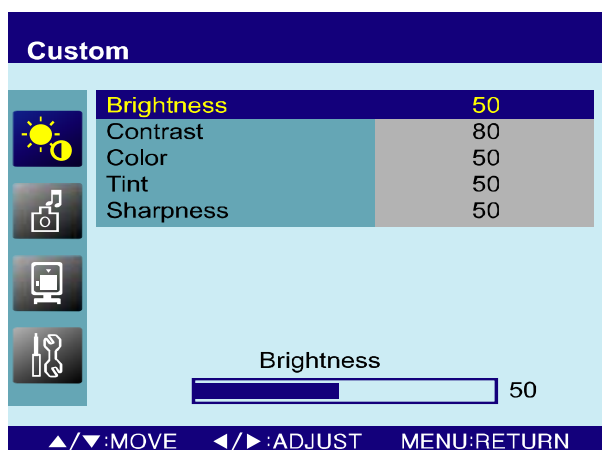 Custom
Brightness 50
Contrast 80
Color 50
Tint 50
Sharpness 50
Brightness
50
▲/▼:MOVE ◀/▶:ADJUST MENU:RETURN